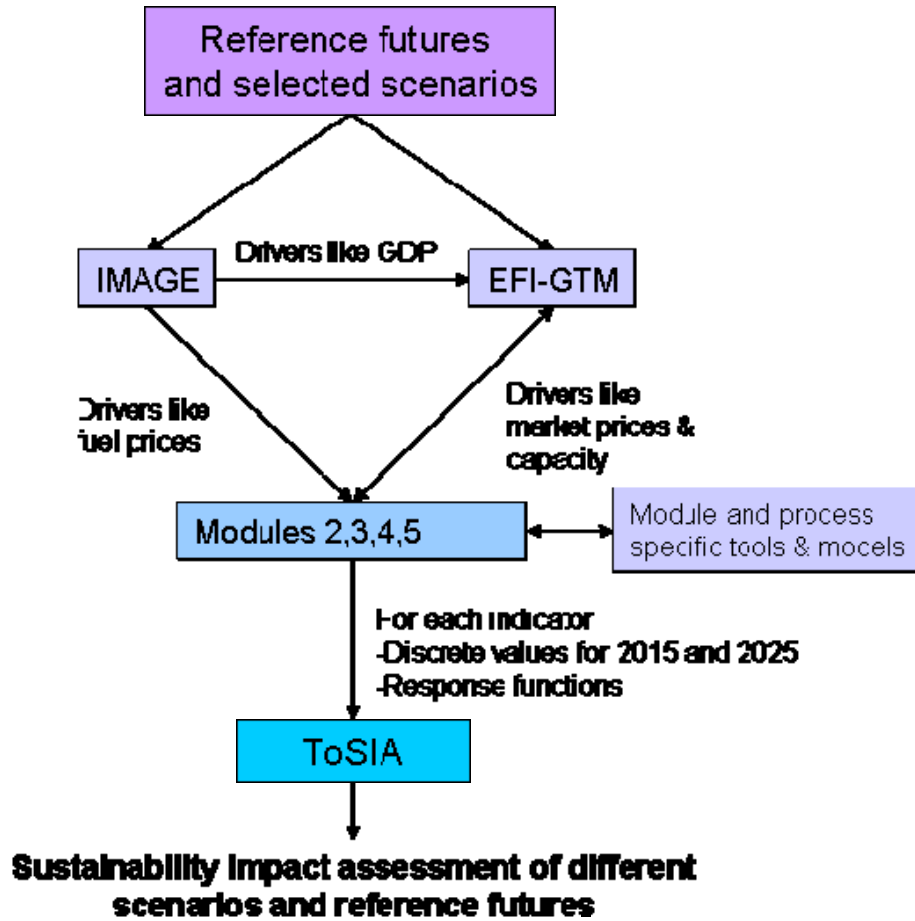 Reference futures
and selected scenarios
Drivers like GDP
IMAGE
EFI-GTM
Drivers like
fuel prices
Drivers like
market prices &
capacity
Modules 2,3,4,5
Module and process
specific tools & mocels
For each indicator
-Discrete values for 2015 and 2025
-Response functions
ToSIA
Sustainability impact assessment of different
scenarios and reference futures